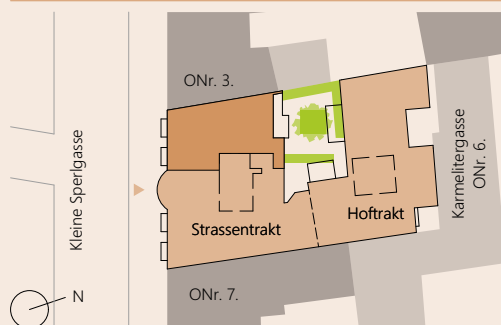 ONr. 3.
Kleine Sperlgasse
Karmelitergasse
ONr. 6.
Strassentrakt
Hoftrakt
N
ONr. 7.